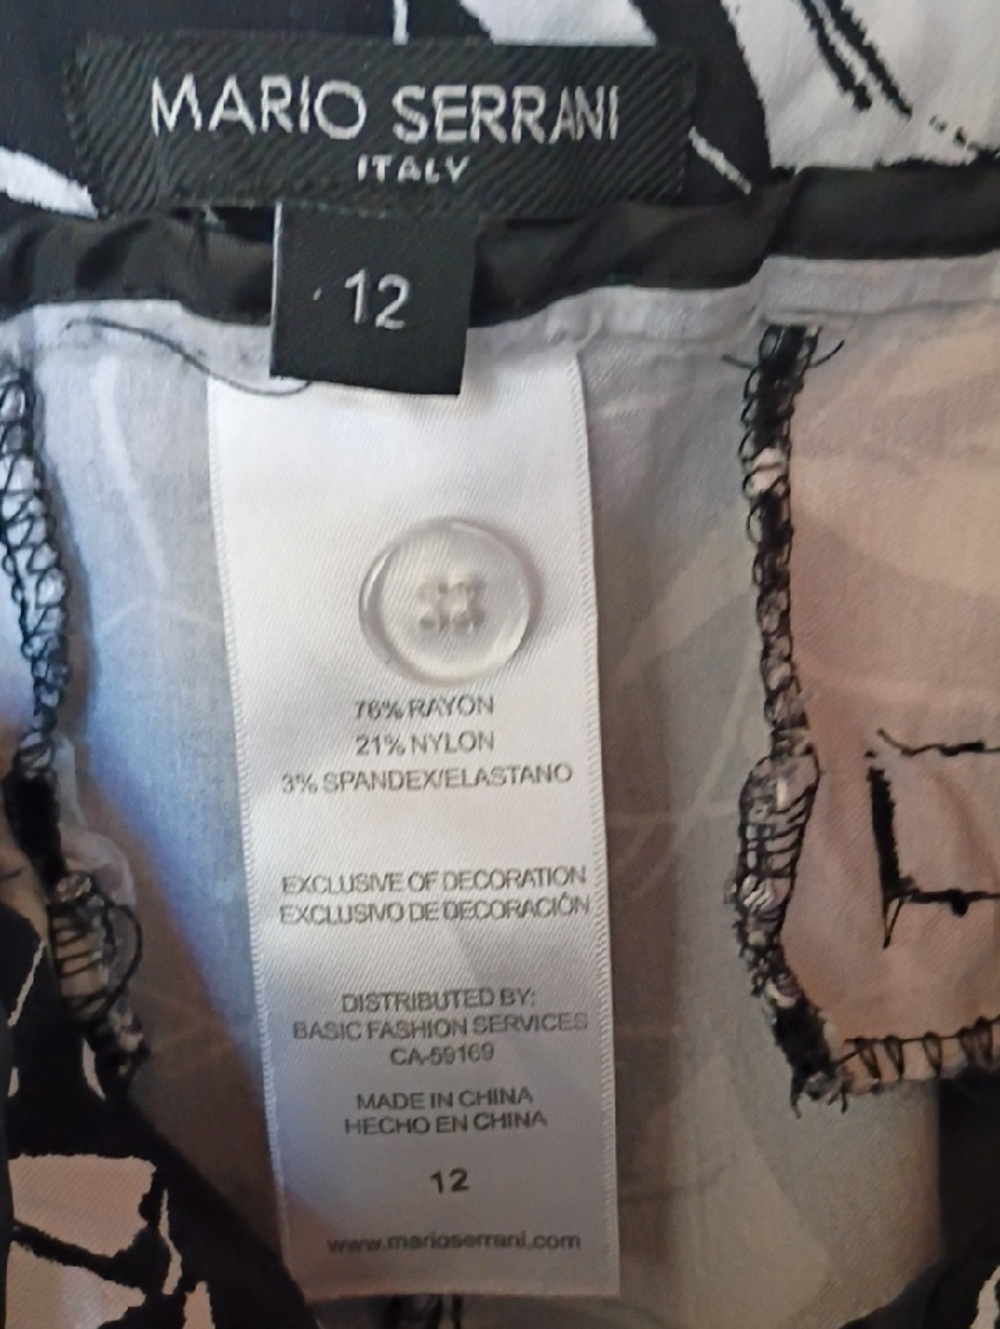 MARIO SERRANI
ITALY
12
76% RAYON
21% NYLON
3% SPANDEX/ELASTANO
EXCLUSIVE OF DECORATION
EXCLUSIVO DE DECORACIÓN
DISTRIBUTED BY:
BASIC FASHION SERVICES
CA-59169
MADE IN CHINA
HECHO EN CHINA
12
www.marioserrani.com